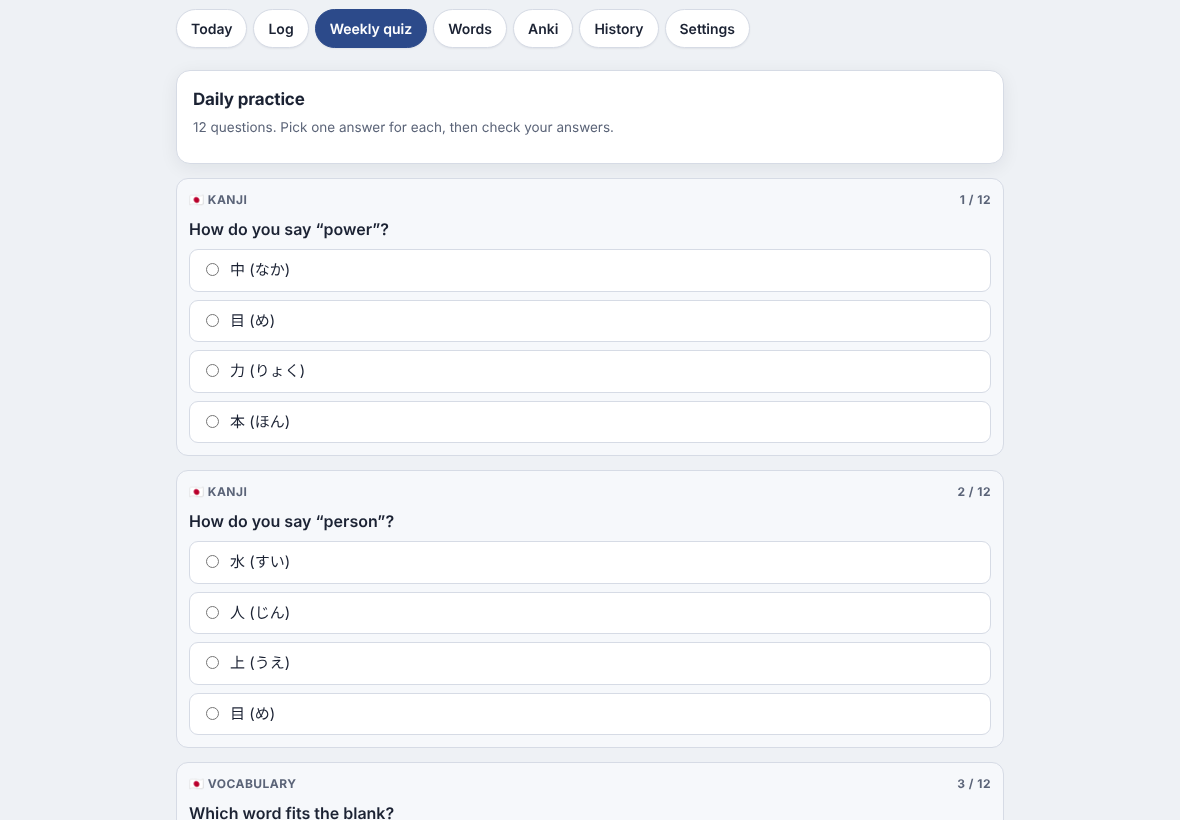 Today Log Weekly quiz Words Anki History Settings
Daily practice
12 questions. Pick one answer for each, then check your answers.
KANJI 1 / 12
How do you say “power”?
中 (なか)
目 (め)
力 (りょく)
本 (ほん)
KANJI 2 / 12
How do you say “person”?
水 (すい)
人 (じん)
上 (うえ)
目 (め)
VOCABULARY 3 / 12
Which word fits the blank?